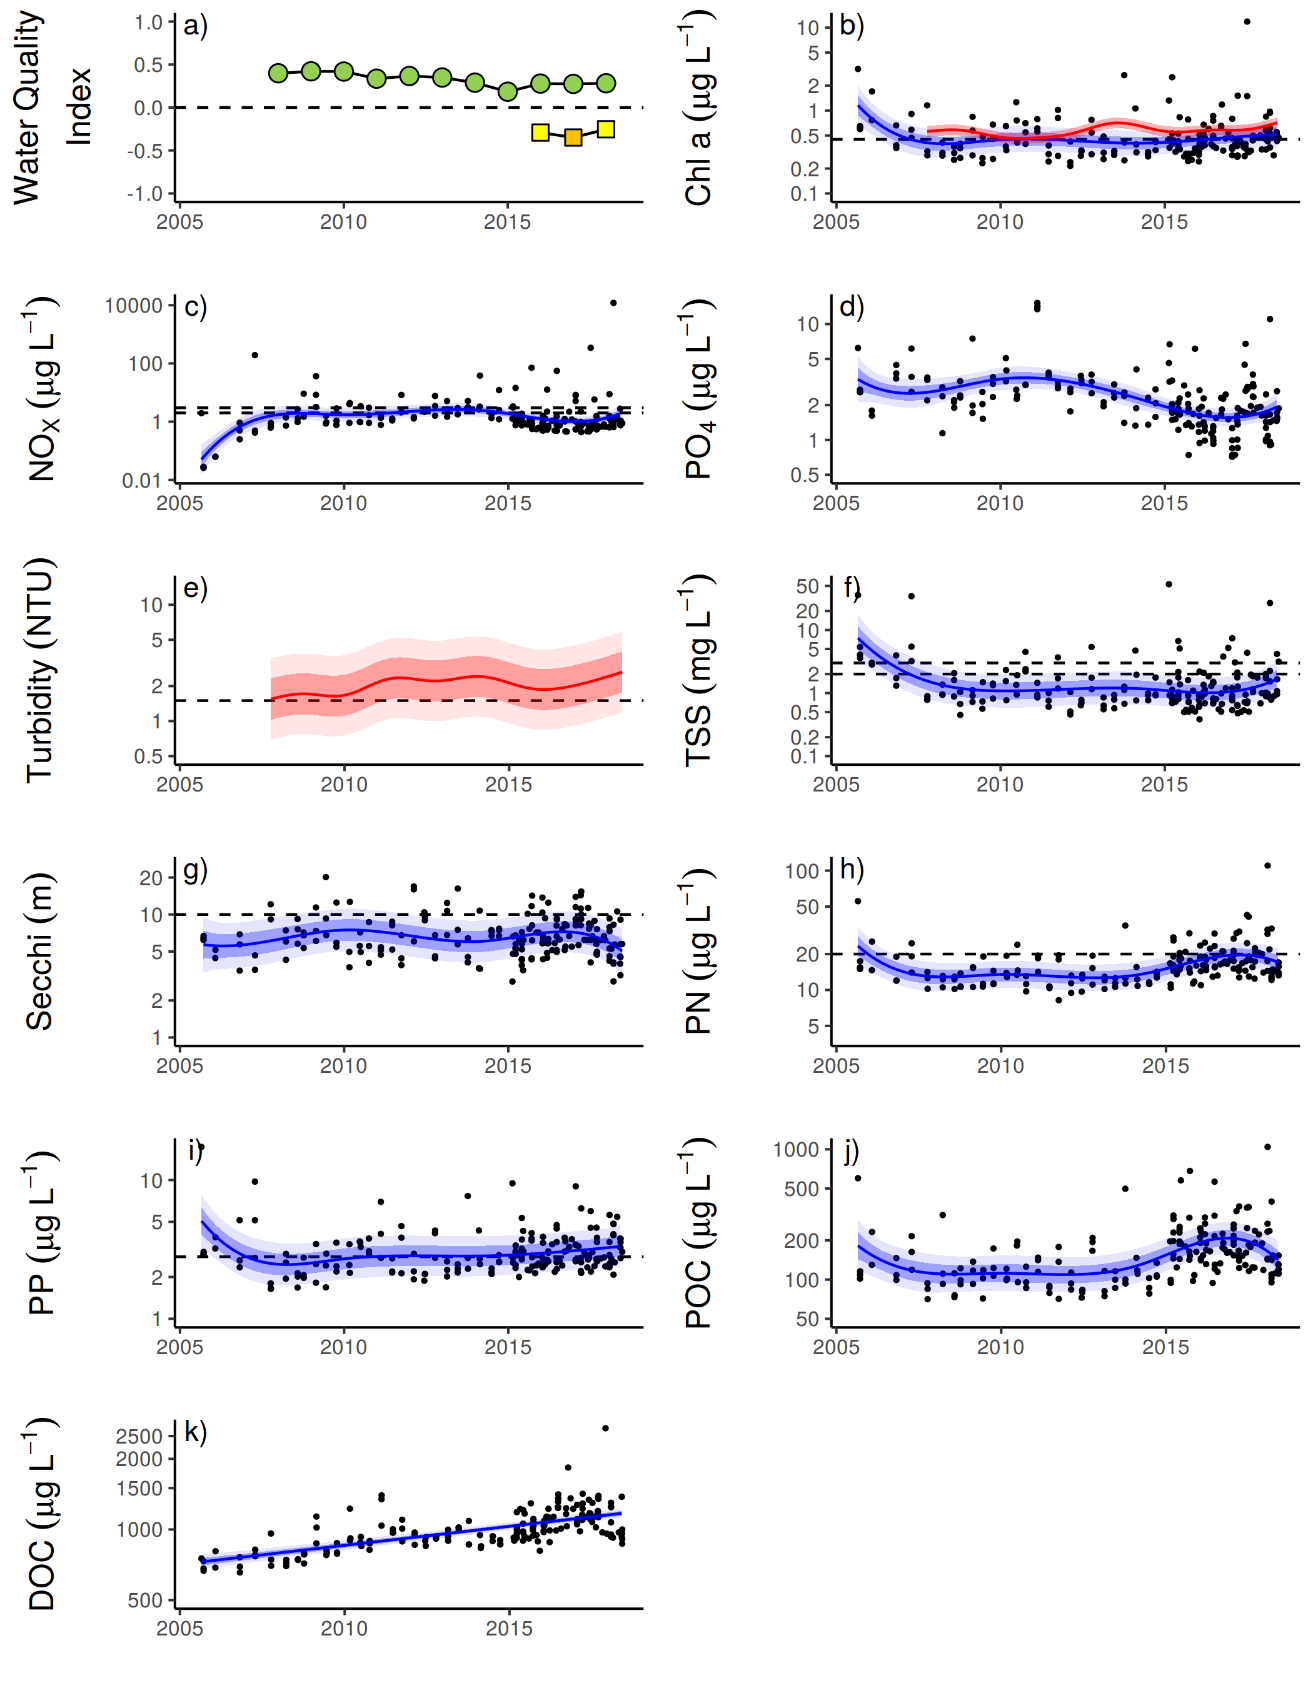 Water Quality
Index
a)
1.0
0.5
0.0
-0.5
-1.0
2005 2010 2015
Chl a (μg L⁻¹)
b)
10
5
2
1
0.5
0.2
0.1
2005 2010 2015
NOₓ (μg L⁻¹)
c)
10000
100
1
0.01
2005 2010 2015
PO₄ (μg L⁻¹)
d)
10
5
2
1
0.5
2005 2010 2015
Turbidity (NTU)
e)
10
5
2
1
0.5
2005 2010 2015
TSS (mg L⁻¹)
f)
50
20
10
5
2
1
0.5
0.2
0.1
2005 2010 2015
Secchi (m)
g)
20
10
5
2
1
2005 2010 2015
PN (μg L⁻¹)
h)
100
50
20
10
5
2005 2010 2015
PP (μg L⁻¹)
i)
10
5
2
1
2005 2010 2015
POC (μg L⁻¹)
j)
1000
500
200
100
50
2005 2010 2015
DOC (μg L⁻¹)
k)
2500
2000
1500
1000
500
2005 2010 2015